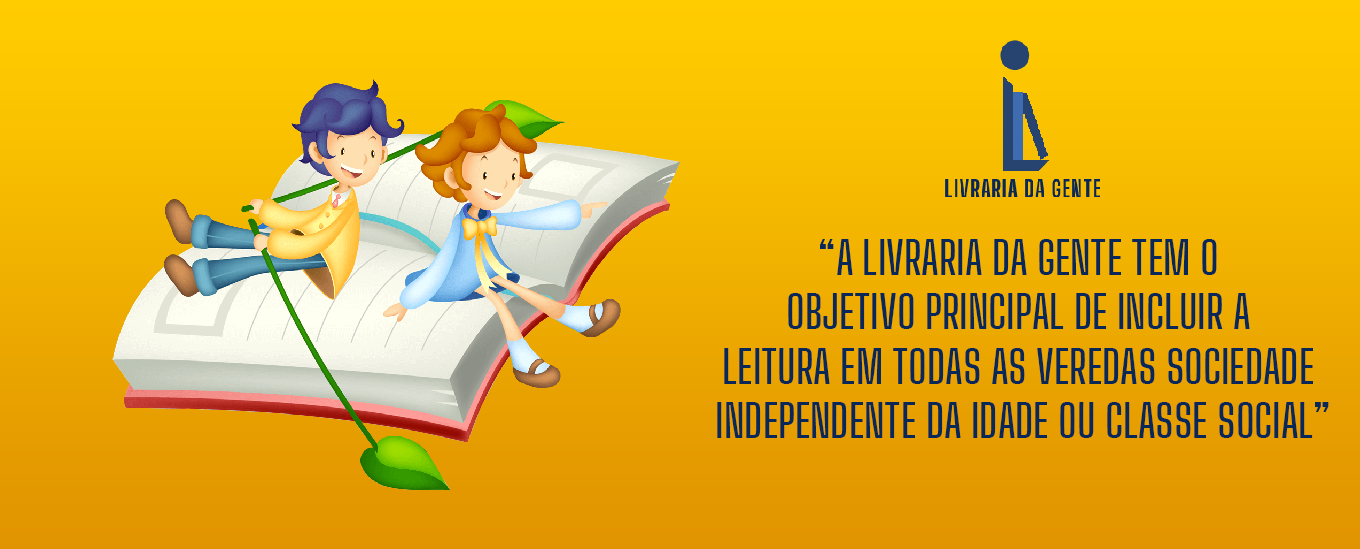 LIVRARIA DA GENTE
“A LIVRARIA DA GENTE TEM O
OBJETIVO PRINCIPAL DE INCLUIR A
LEITURA EM TODAS AS VEREDAS SOCIEDADE
INDEPENDENTE DA IDADE OU CLASSE SOCIAL”